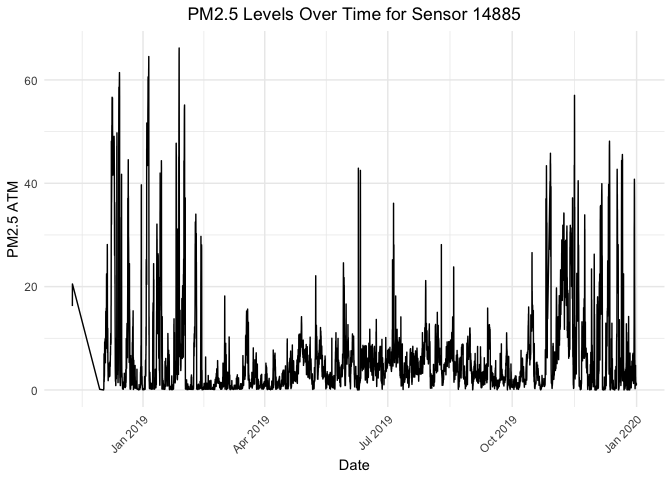 PM2.5 Levels Over Time for Sensor 14885
60
40
20
0
PM2.5 ATM
Jan 2019
Apr 2019
Jul 2019
Oct 2019
Jan 2020
Date